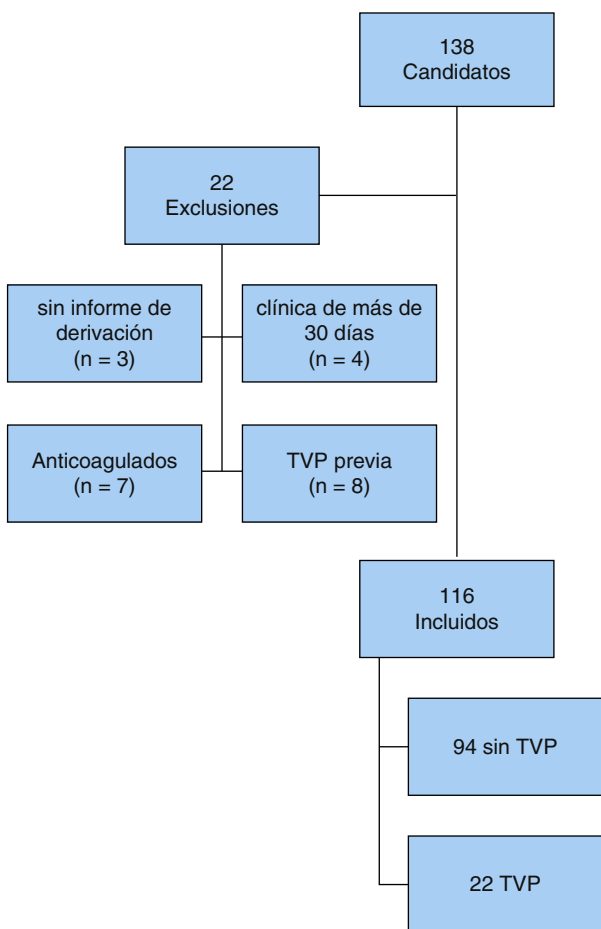 138
Candidatos
22
Exclusiones
sin informe de
derivación
(n = 3)
clínica de más de
30 días
(n = 4)
Anticoagulados
(n = 7)
TVP previa
(n = 8)
116
Incluidos
94 sin TVP
22 TVP